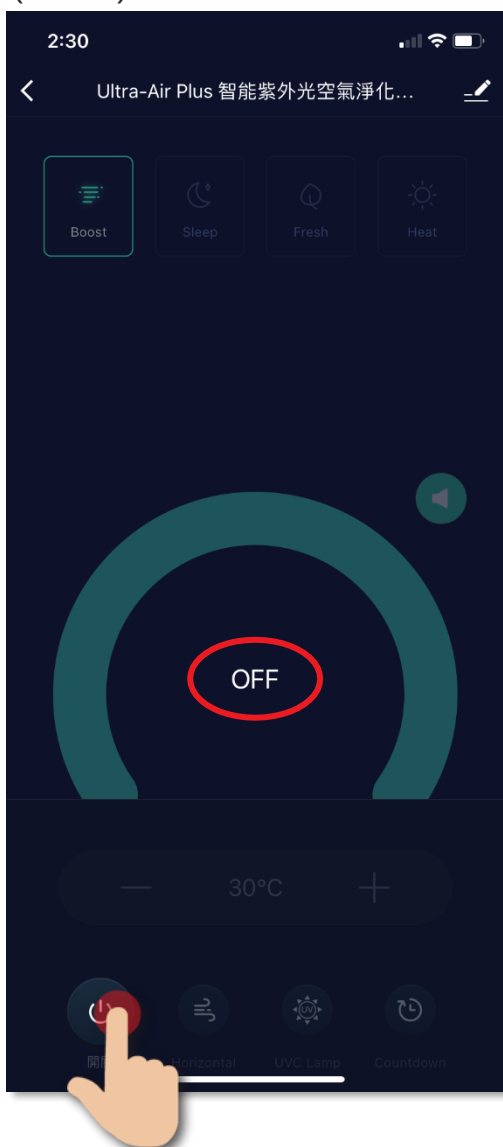 2:30
Ultra-Air Plus 智能紫外光空氣淨化...
Boost Sleep Fresh Heat
OFF
30°C
UV
Horizontal UVC Lamp Countdown